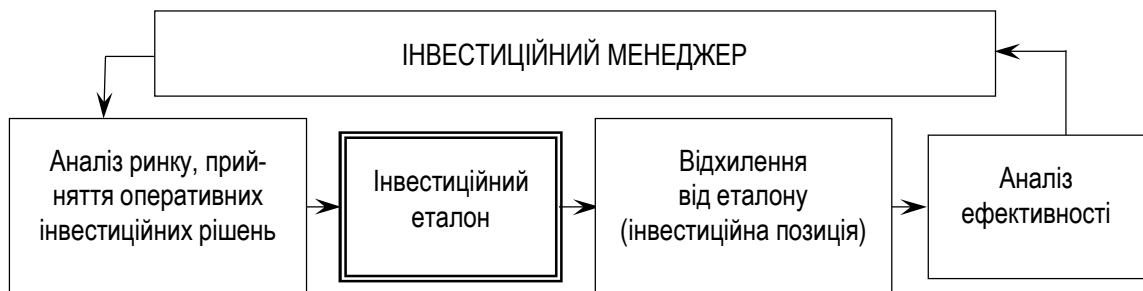 ІНВЕСТИЦІЙНИЙ МЕНЕДЖЕР
Аналіз ринку, прий-
няття оперативних
інвестиційних рішень
Інвестиційний
еталон
Відхилення
від еталону
(інвестиційна позиція)
Аналіз
ефективності